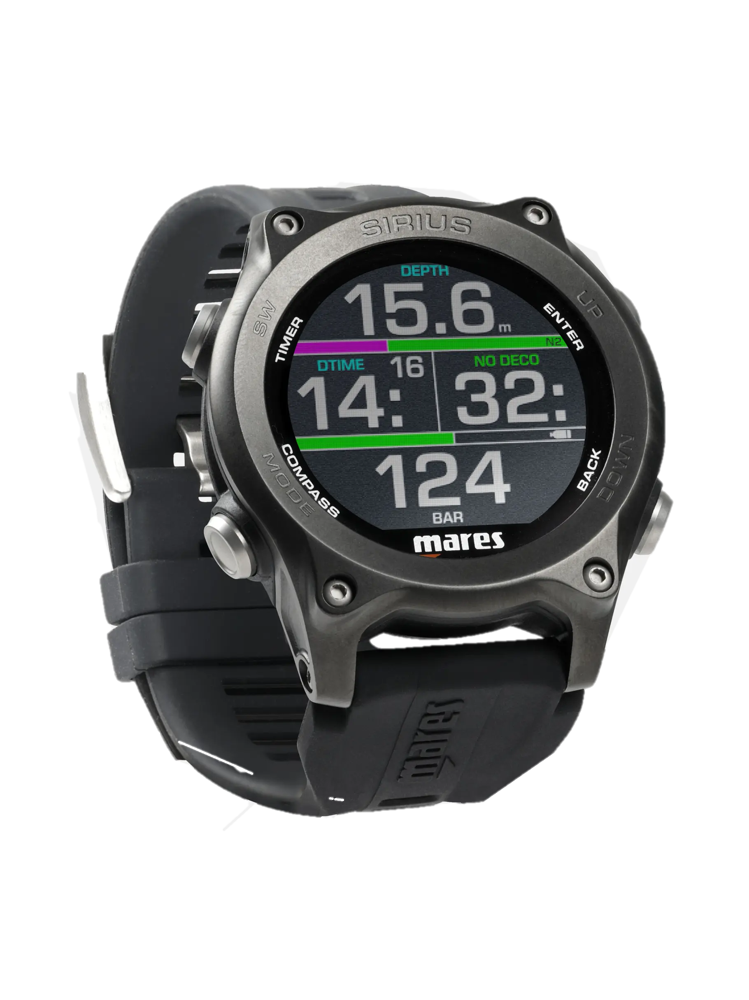 SIRIUS
SW
UP
TIMER
ENTER
DEPTH
15.6 m
N2
DTIME
14:16
NO DECO
32:
124
BAR
COMPASS
MODE
BACK
DOWN
mares
mares